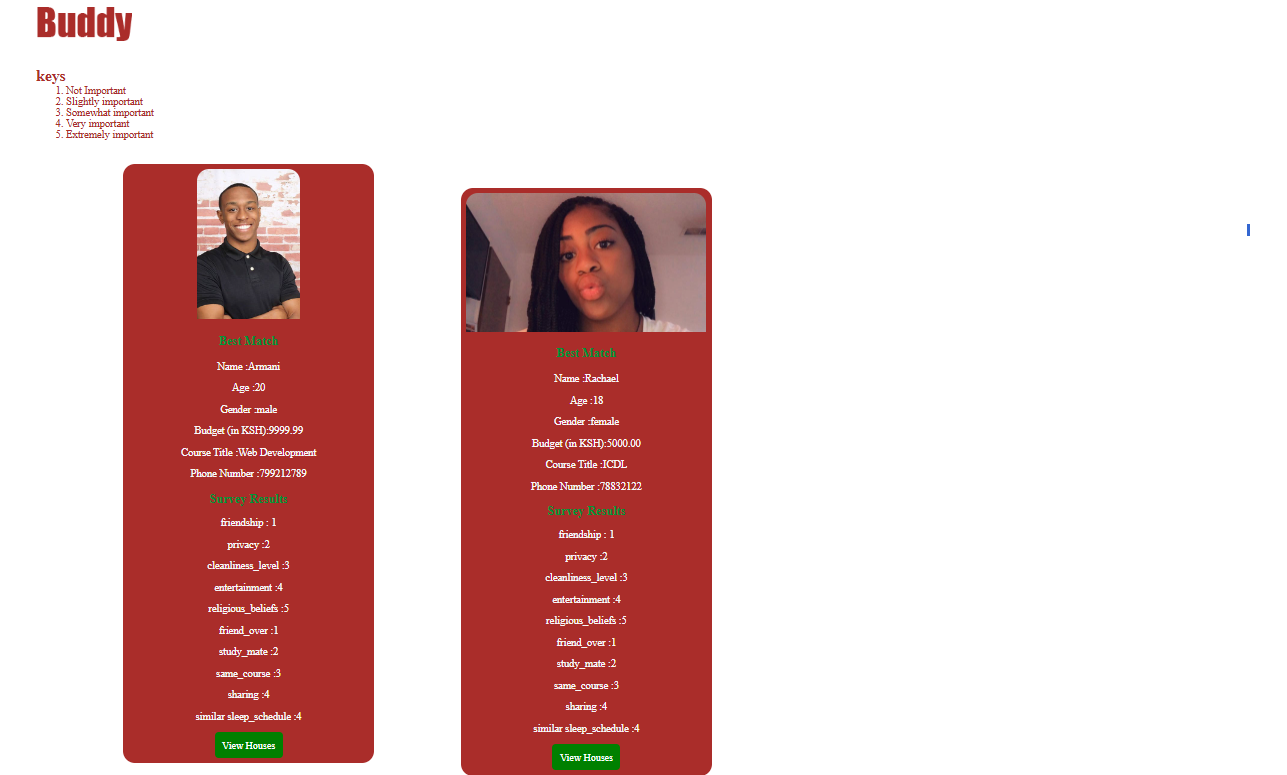 Buddy
keys
1. Not Important
2. Slightly important
3. Somewhat important
4. Very important
5. Extremely important
Best Match
Name :Armani
Age :20
Gender :male
Budget (in KSH):9999.99
Course Title :Web Development
Phone Number :799212789
Survey Results
friendship : 1
privacy :2
cleanliness_level :3
entertainment :4
religious_beliefs :5
friend_over :1
study_mate :2
same_course :3
sharing :4
similar sleep_schedule :4
View Houses
Best Match
Name :Rachael
Age :18
Gender :female
Budget (in KSH):5000.00
Course Title :ICDL
Phone Number :78832122
Survey Results
friendship : 1
privacy :2
cleanliness_level :3
entertainment :4
religious_beliefs :5
friend_over :1
study_mate :2
same_course :3
sharing :4
similar sleep_schedule :4
View Houses